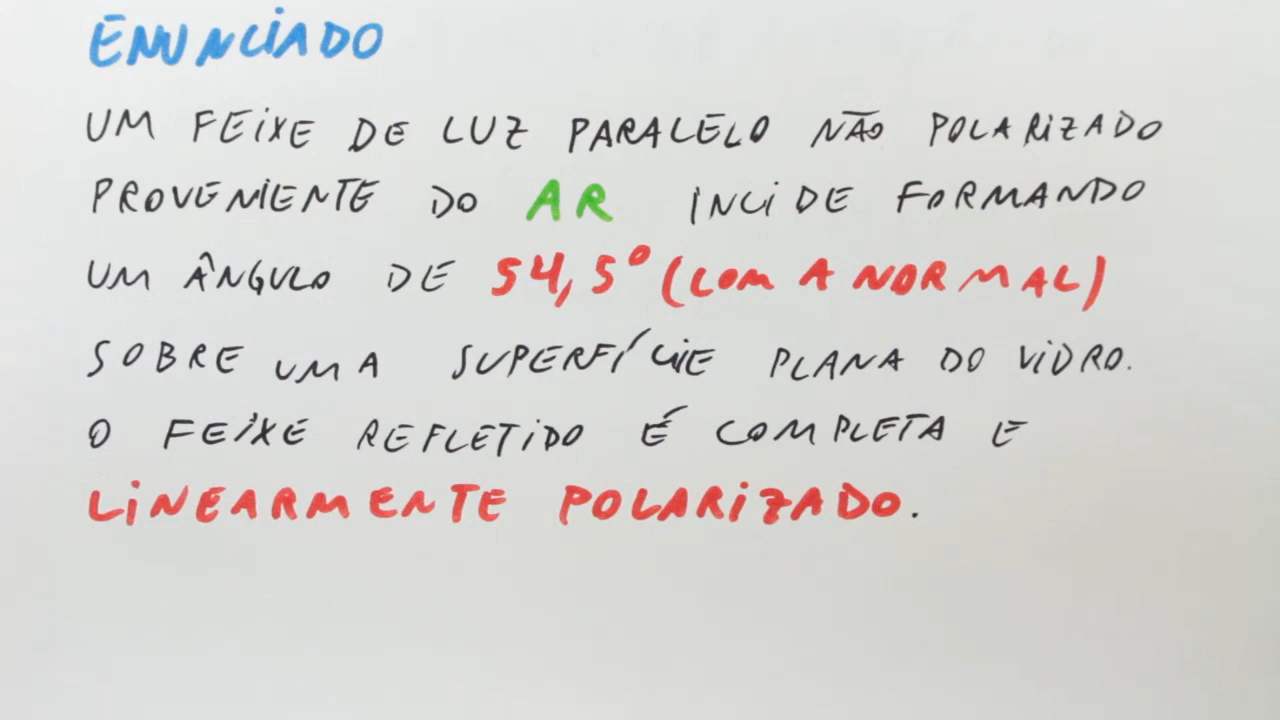 ENUNCIADO
UM FEIXE DE LUZ PARALELO NÃO POLARIZADO
PROVENIENTE DO AR INCIDE FORMANDO
UM ÂNGULO DE 54,5° (COM A NORMAL)
SOBRE UMA SUPERFÍCIE PLANA DO VIDRO.
O FEIXE REFLETIDO É COMPLETA E
LINEARMENTE POLARIZADO.